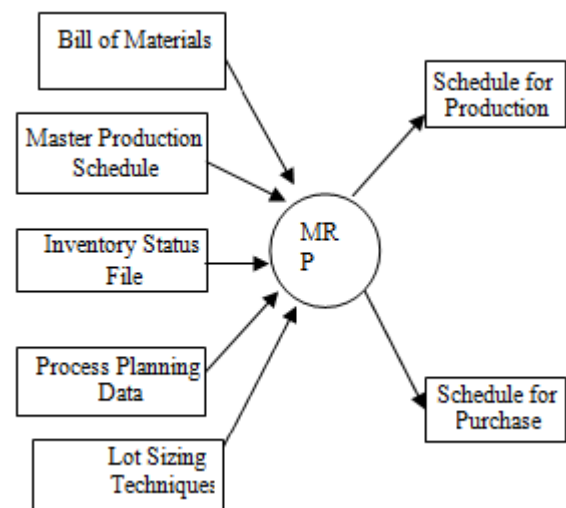 Bill of Materials
Master Production
Schedule
Inventory Status
File
Process Planning
Data
Lot Sizing
Techniques
MR
P
Schedule for
Production
Schedule for
Purchase